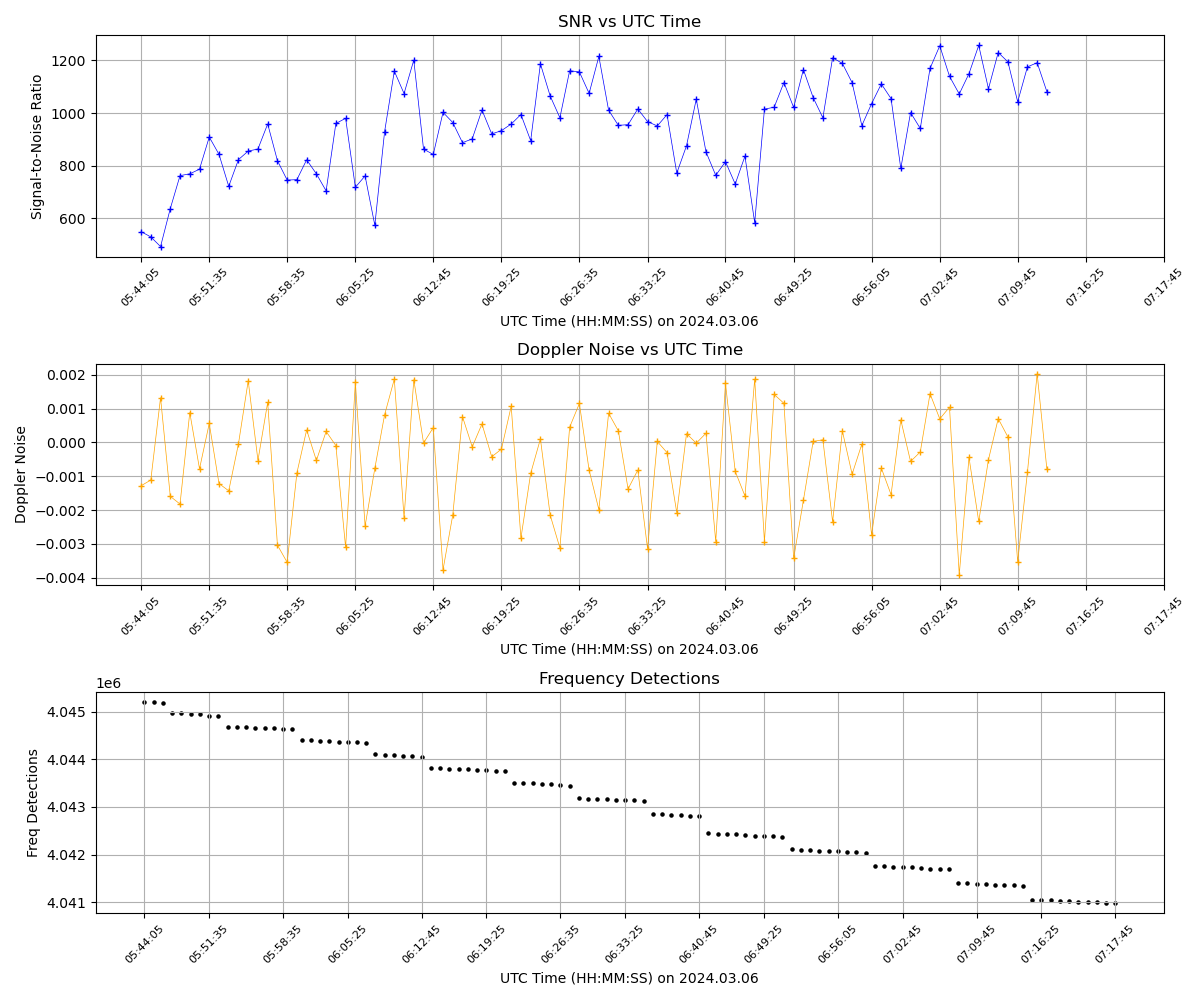 SNR vs UTC Time
Signal-to-Noise Ratio
1200
1000
800
600
05:44:05 05:51:35 05:58:35 06:05:25 06:12:45 06:19:25 06:26:35 06:33:25 06:40:45 06:49:25 06:56:05 07:02:45 07:09:45 07:16:25 07:17:45
UTC Time (HH:MM:SS) on 2024.03.06
Doppler Noise vs UTC Time
Doppler Noise
0.002
0.001
0.000
−0.001
−0.002
−0.003
−0.004
05:44:05 05:51:35 05:58:35 06:05:25 06:12:45 06:19:25 06:26:35 06:33:25 06:40:45 06:49:25 06:56:05 07:02:45 07:09:45 07:16:25 07:17:45
UTC Time (HH:MM:SS) on 2024.03.06
Frequency Detections
1e6
Freq Detections
4.045
4.044
4.043
4.042
4.041
05:44:05 05:51:35 05:58:35 06:05:25 06:12:45 06:19:25 06:26:35 06:33:25 06:40:45 06:49:25 06:56:05 07:02:45 07:09:45 07:16:25 07:17:45
UTC Time (HH:MM:SS) on 2024.03.06